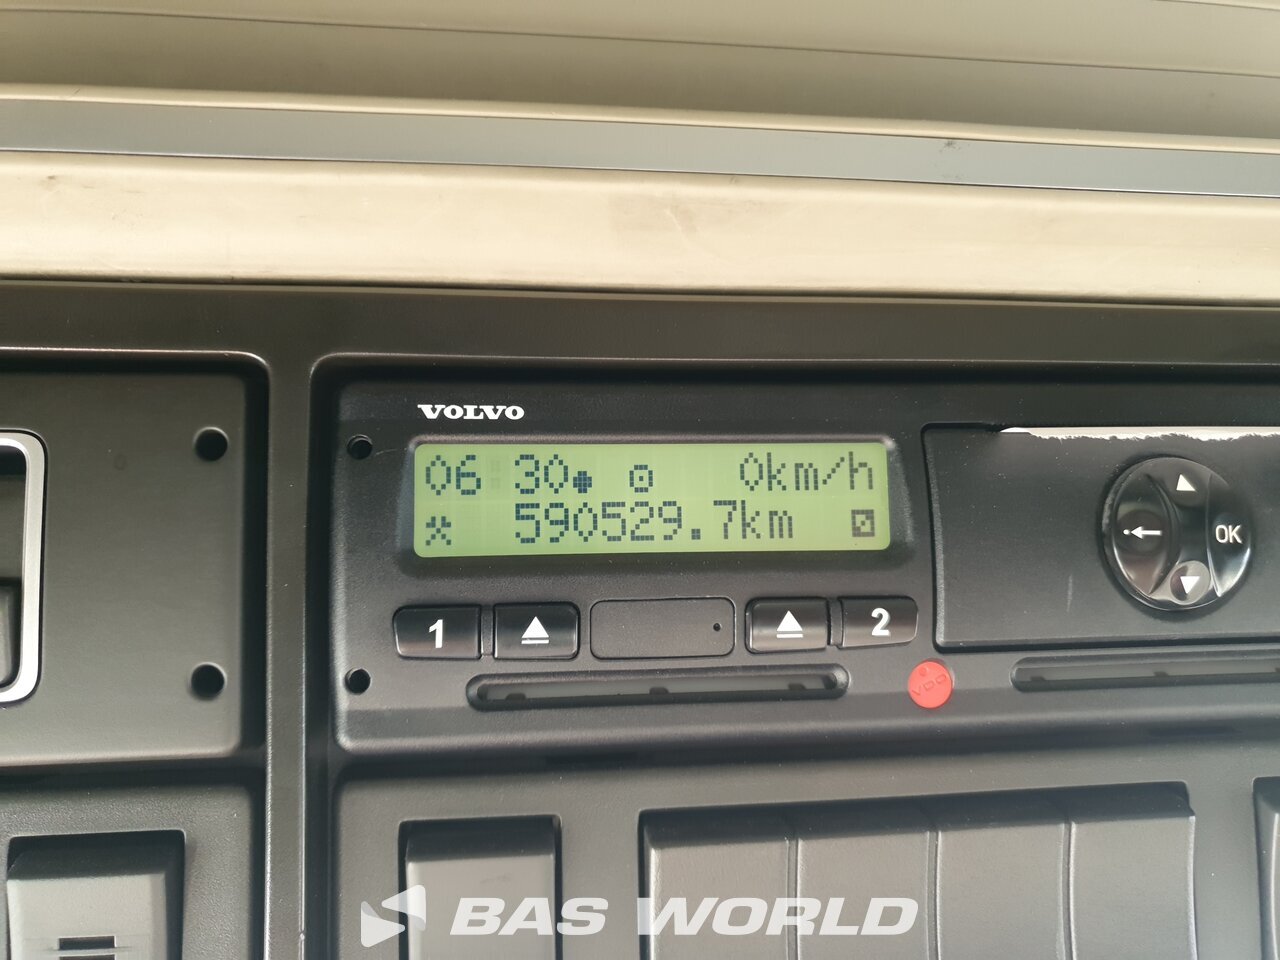 VOLVO
06 30 0km/h
590529.7km
OK
1 2
VDO
BAS WORLD